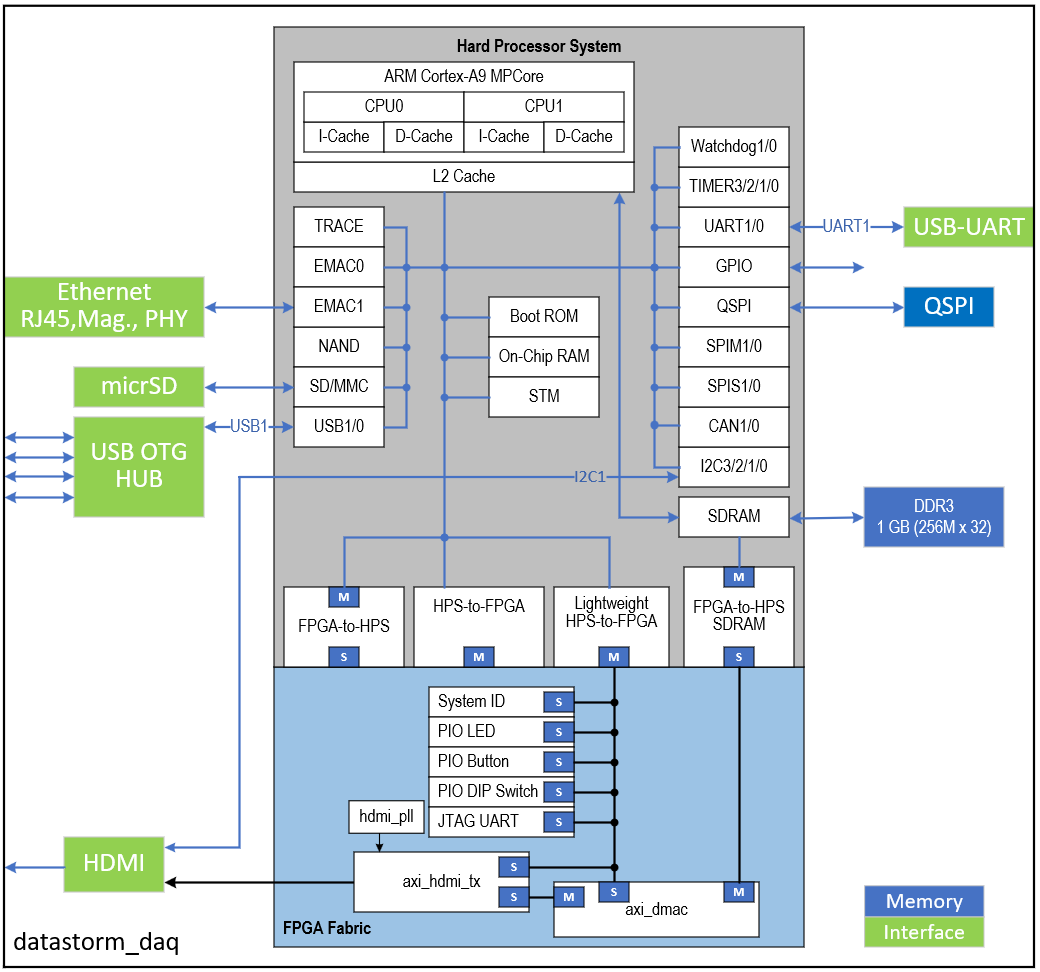 Hard Processor System
ARM Cortex-A9 MPCore
CPU0
CPU1
I-Cache
D-Cache
I-Cache
D-Cache
L2 Cache
Watchdog1/0
TIMER3/2/1/0
UART1/0
GPIO
QSPI
SPIM1/0
SPIS1/0
CAN1/0
I2C3/2/1/0
SDRAM
UART1
USB-UART
QSPI
DDR3
1 GB (256M x 32)
TRACE
EMAC0
EMAC1
NAND
SD/MMC
USB1/0
Ethernet
RJ45,Mag., PHY
micrSD
USB OTG
HUB
USB1
I2C1
Boot ROM
On-Chip RAM
STM
M
FPGA-to-HPS
S
HPS-to-FPGA
M
Lightweight
HPS-to-FPGA
M
M
FPGA-to-HPS
SDRAM
S
System ID
S
PIO LED
S
PIO Button
S
PIO DIP Switch
S
JTAG UART
S
hdmi_pll
axi_hdmi_tx
S
S
M
S
M
axi_dmac
HDMI
FPGA Fabric
Memory
Interface
datastorm_daq